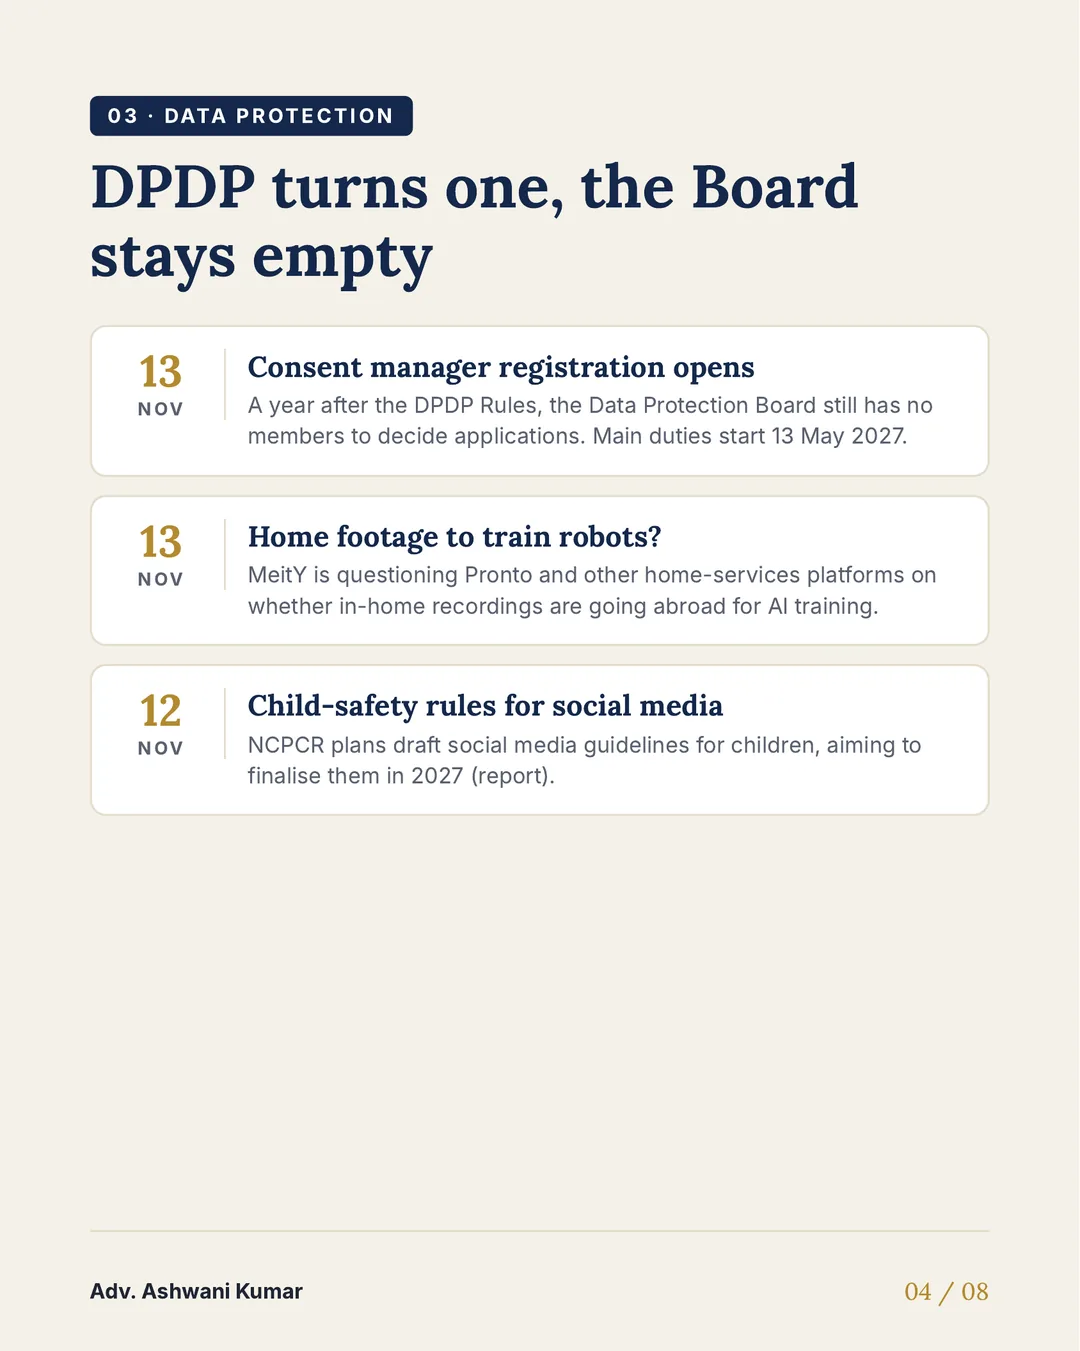 03 · DATA PROTECTION
DPDP turns one, the Board
stays empty
13
NOV
Consent manager registration opens
A year after the DPDP Rules, the Data Protection Board still has no
members to decide applications. Main duties start 13 May 2027.
13
NOV
Home footage to train robots?
MeitY is questioning Pronto and other home-services platforms on
whether in-home recordings are going abroad for AI training.
12
NOV
Child-safety rules for social media
NCPCR plans draft social media guidelines for children, aiming to
finalise them in 2027 (report).
Adv. Ashwani Kumar
04 / 08